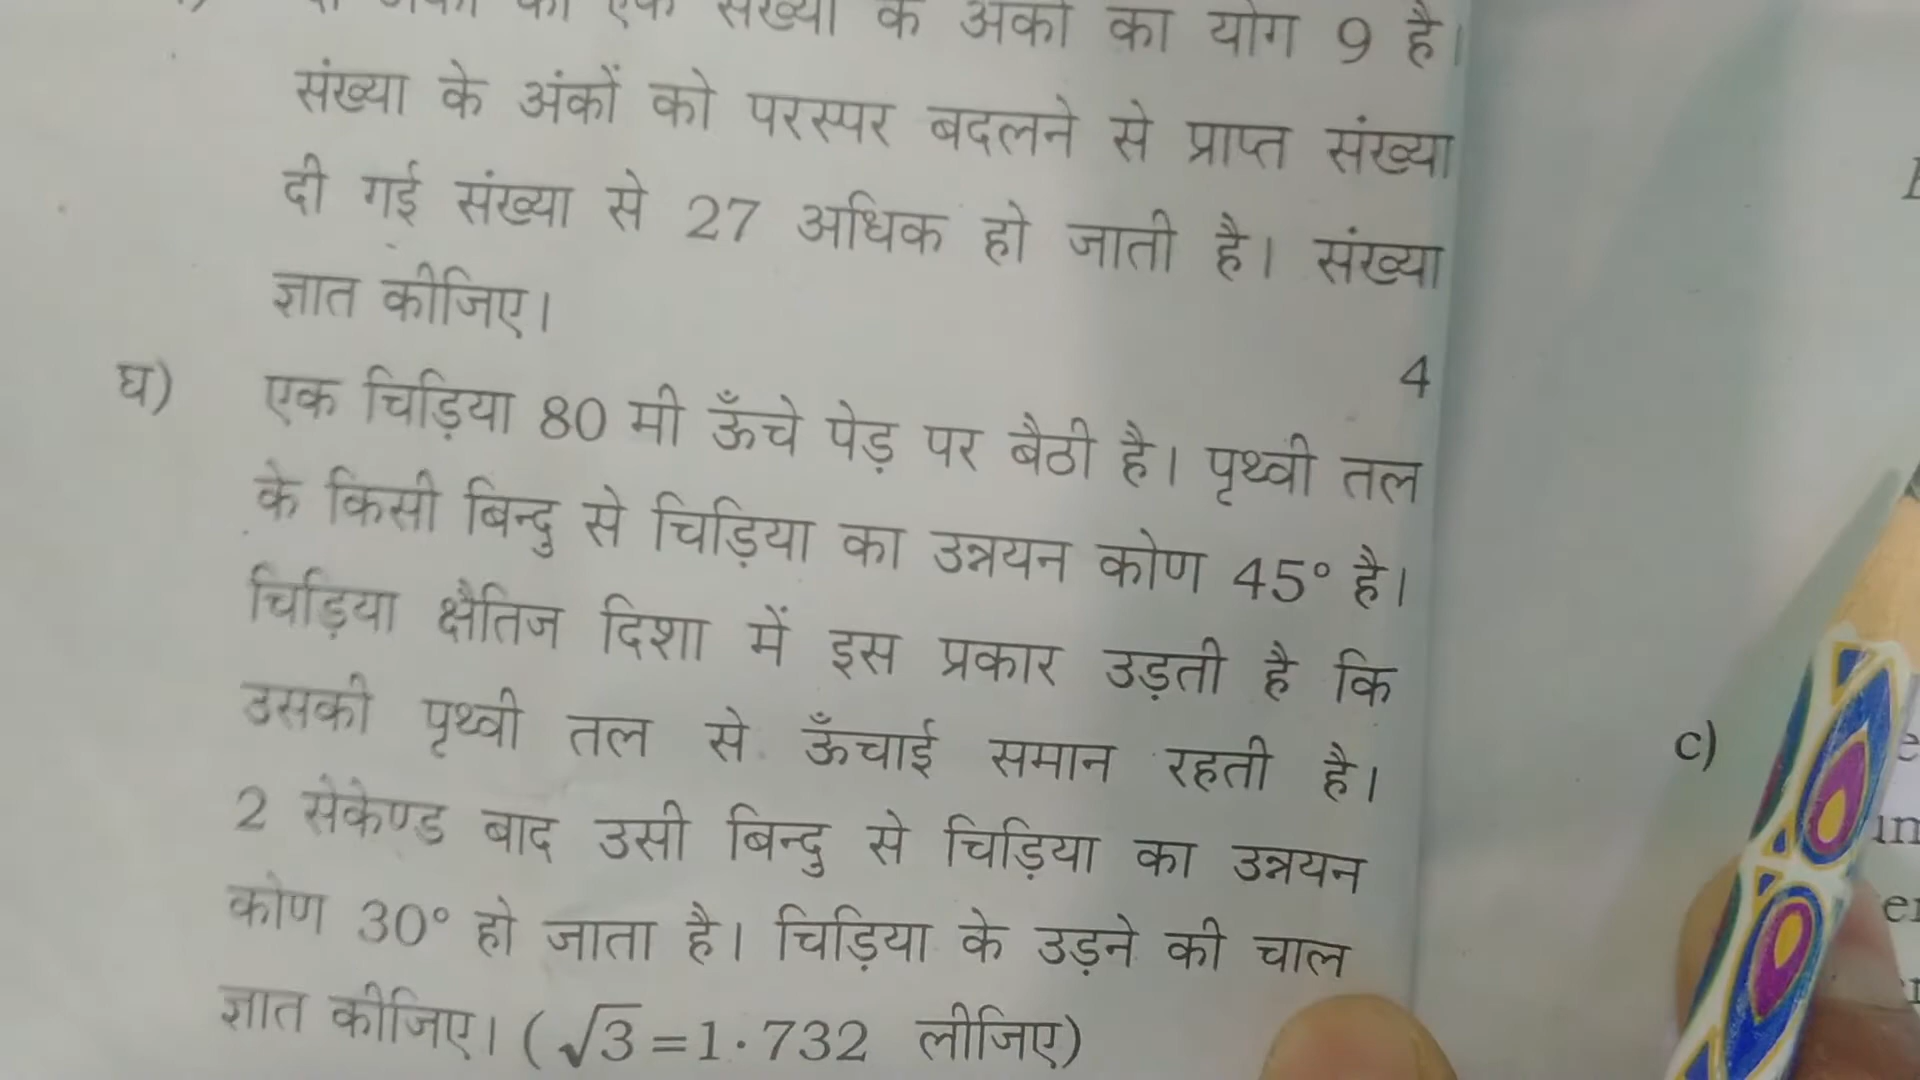 एक संख्या के अंकों का योग 9 है।
संख्या के अंकों को परस्पर बदलने से प्राप्त संख्या
दी गई संख्या से 27 अधिक हो जाती है। संख्या
ज्ञात कीजिए।
4
घ) एक चिड़िया 80 मी ऊँचे पेड़ पर बैठी है। पृथ्वी तल
के किसी बिन्दु से चिड़िया का उन्नयन कोण 45° है।
चिड़िया क्षैतिज दिशा में इस प्रकार उड़ती है कि
उसकी पृथ्वी तल से ऊँचाई समान रहती है।
2 सेकेण्ड बाद उसी बिन्दु से चिड़िया का उन्नयन
कोण 30° हो जाता है। चिड़िया के उड़ने की चाल
ज्ञात कीजिए। (√3=1·732 लीजिए)
c)